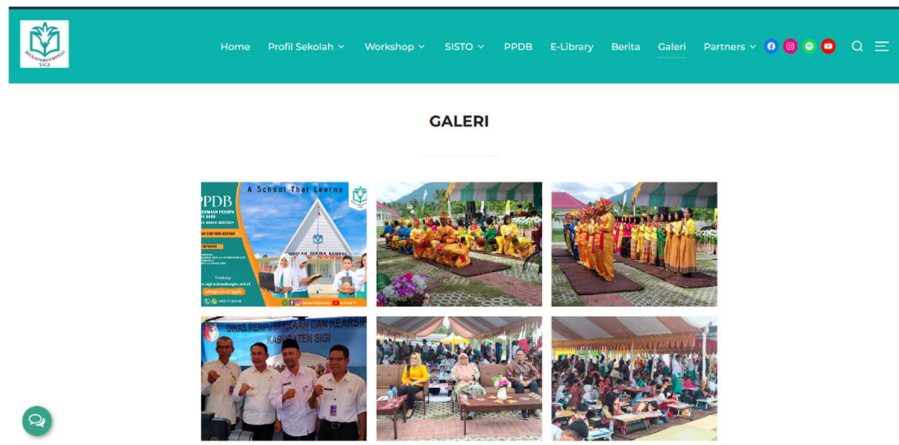 SIGI
Home
Profil Sekolah
Workshop
SISTO
PPDB
E-Library
Berita
Galeri
Partners
GALERI
A School That Learns
PPDB
DINAS PERPUSTAKAAN DAN KEARSIP
KABUPATEN SIGI